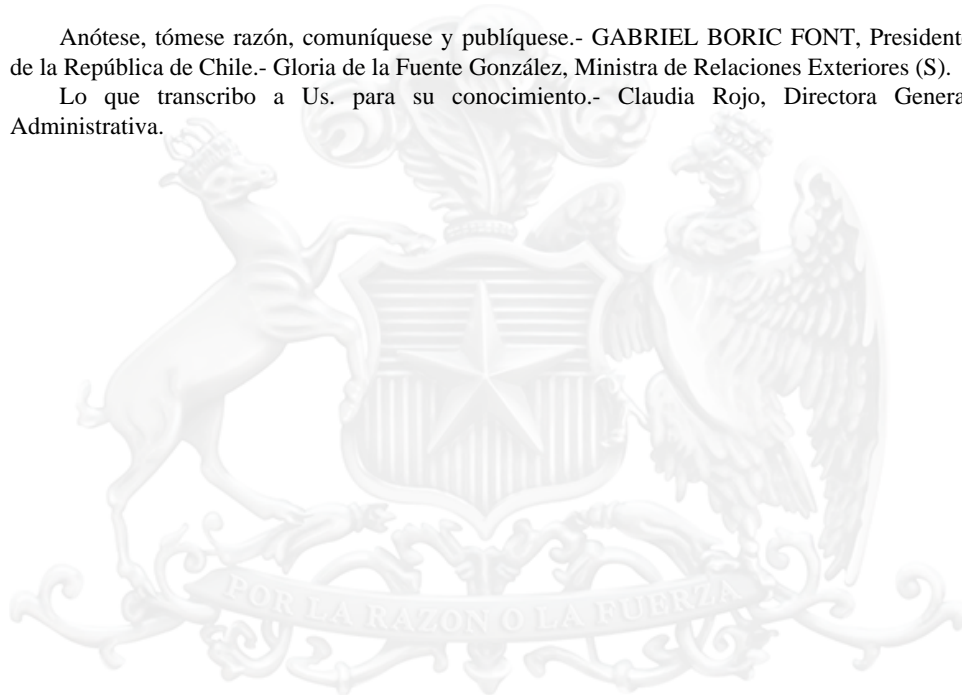 Anótese, tómese razón, comuníquese y publíquese.- GABRIEL BORIC FONT, President
de la República de Chile.- Gloria de la Fuente González, Ministra de Relaciones Exteriores (S).
Lo que transcribo a Us. para su conocimiento.- Claudia Rojo, Directora Genera
Administrativa.
POR LA RAZON O LA FUERZA